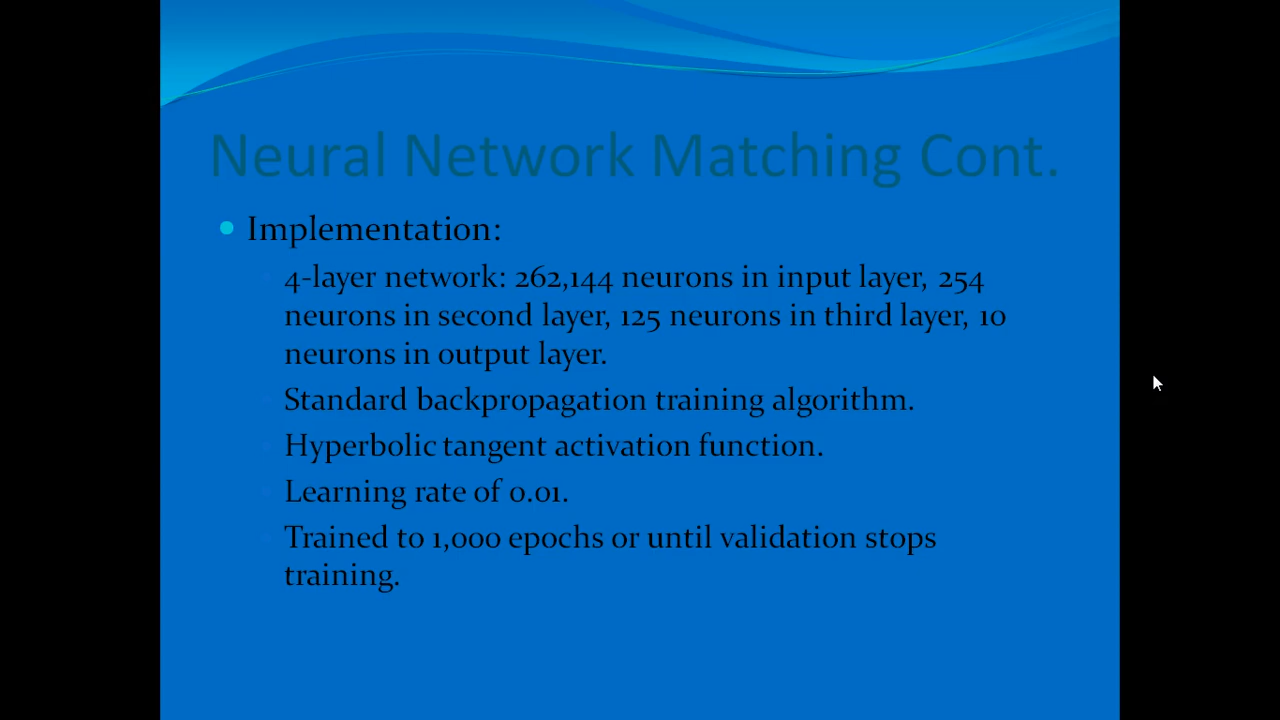 Neural Network Matching Cont.
Implementation:
4-layer network: 262,144 neurons in input layer, 254
neurons in second layer, 125 neurons in third layer, 10
neurons in output layer.
Standard backpropagation training algorithm.
Hyperbolic tangent activation function.
Learning rate of 0.01.
Trained to 1,000 epochs or until validation stops
training.